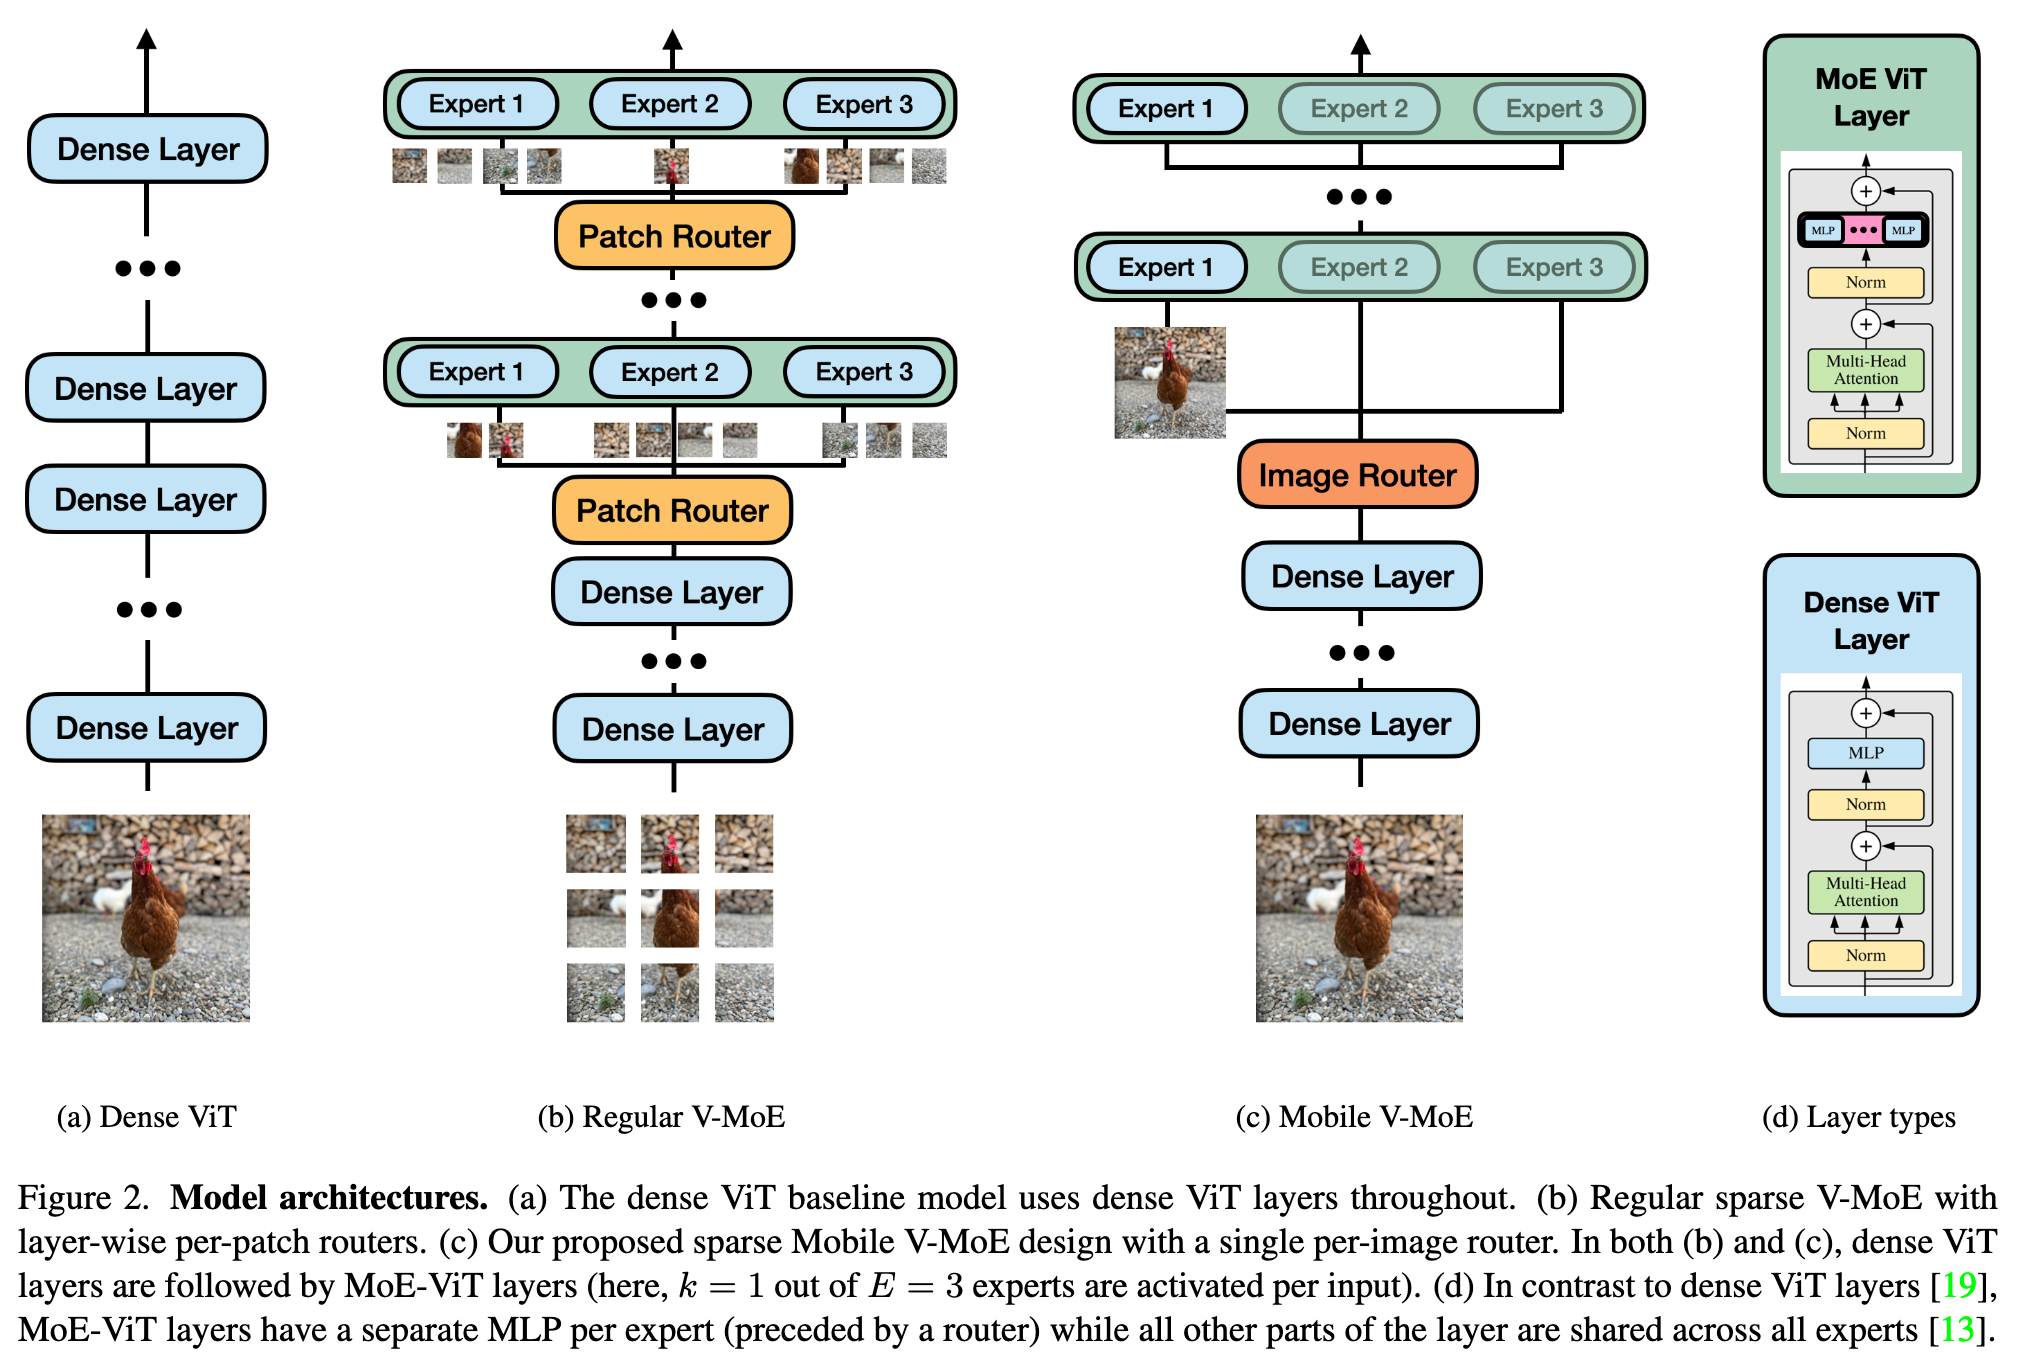 Dense Layer
Dense Layer
Dense Layer
Dense Layer
(a) Dense ViT
Expert 1
Expert 2
Expert 3
Patch Router
Expert 1
Expert 2
Expert 3
Patch Router
Dense Layer
Dense Layer
(b) Regular V-MoE
Expert 1
Expert 2
Expert 3
Expert 1
Expert 2
Expert 3
Image Router
Dense Layer
Dense Layer
(c) Mobile V-MoE
MoE ViT
Layer
+
MLP
MLP
Norm
+
Multi-Head
Attention
Norm
Dense ViT
Layer
+
MLP
Norm
+
Multi-Head
Attention
Norm
(d) Layer types
Figure 2. Model architectures. (a) The dense ViT baseline model uses dense ViT layers throughout. (b) Regular sparse V-MoE with
layer-wise per-patch routers. (c) Our proposed sparse Mobile V-MoE design with a single per-image router. In both (b) and (c), dense ViT
layers are followed by MoE-ViT layers (here, k = 1 out of E = 3 experts are activated per input). (d) In contrast to dense ViT layers [19],
MoE-ViT layers have a separate MLP per expert (preceded by a router) while all other parts of the layer are shared across all experts [13].